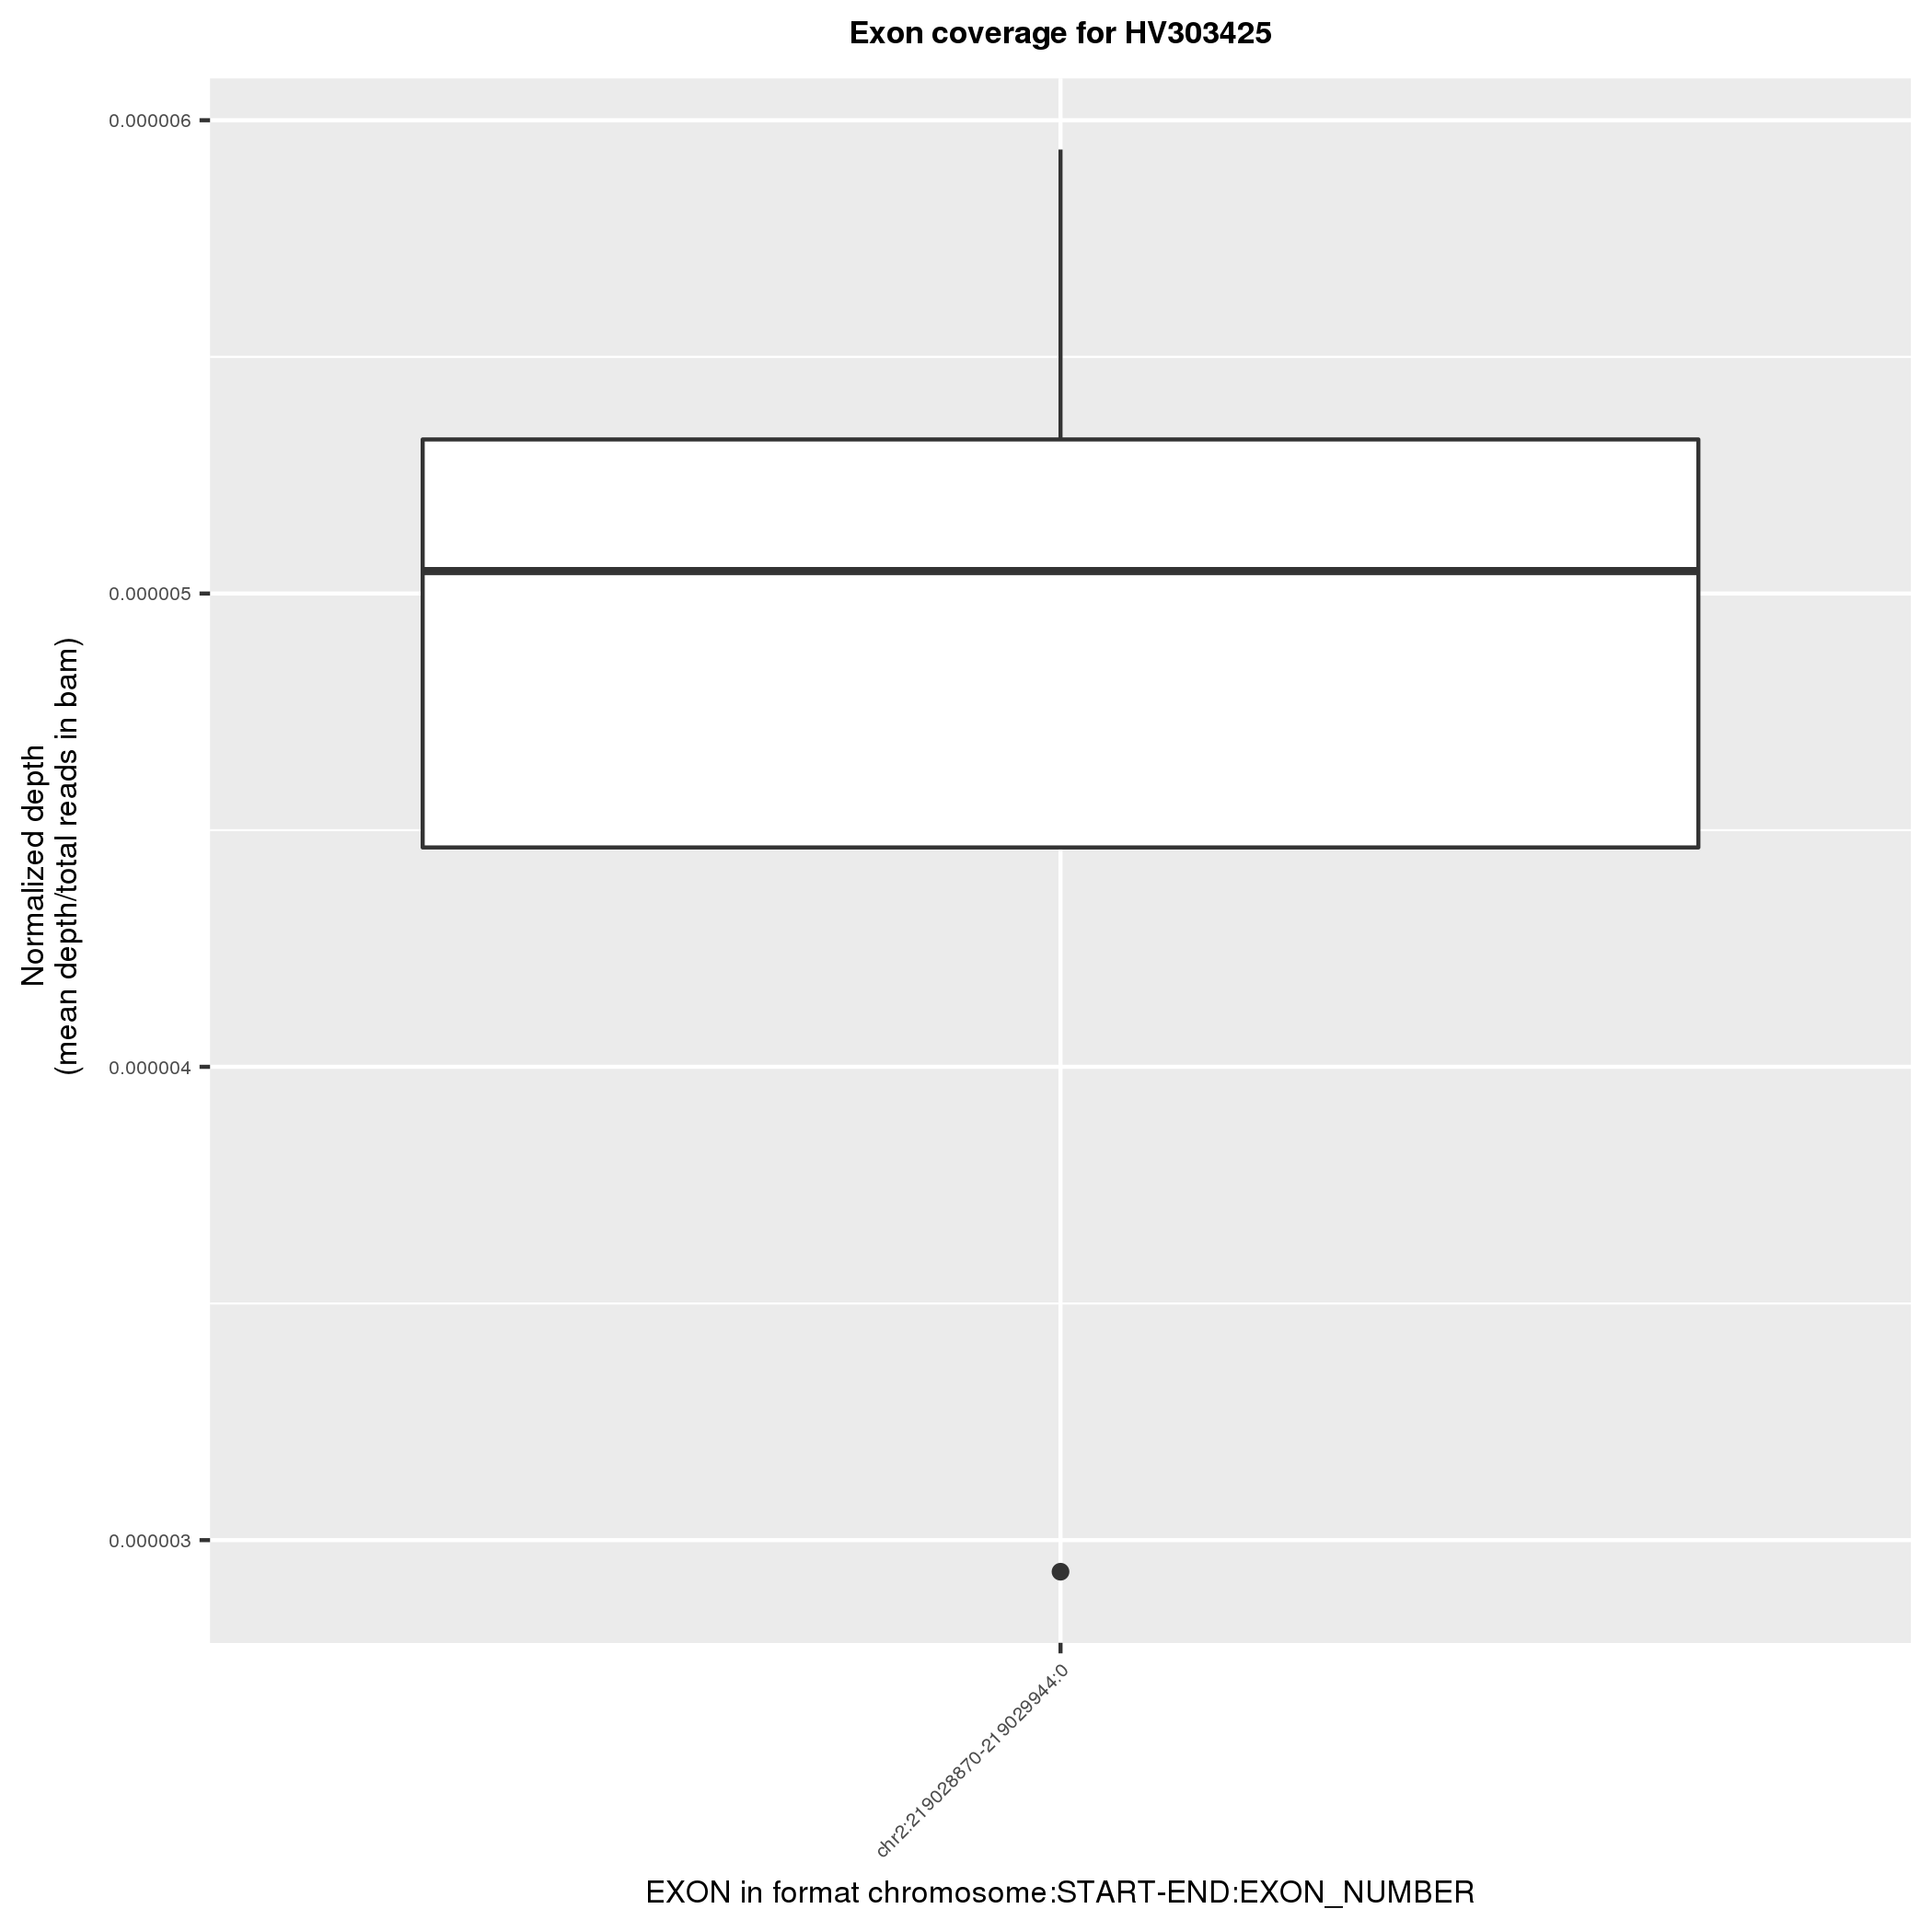 Exon coverage for HV303425
0.000006
0.000005
0.000004
0.000003
Normalized depth
(mean depth/total reads in bam)
chr2:219028870-219029944:0
EXON in format chromosome:START-END:EXON_NUMBER